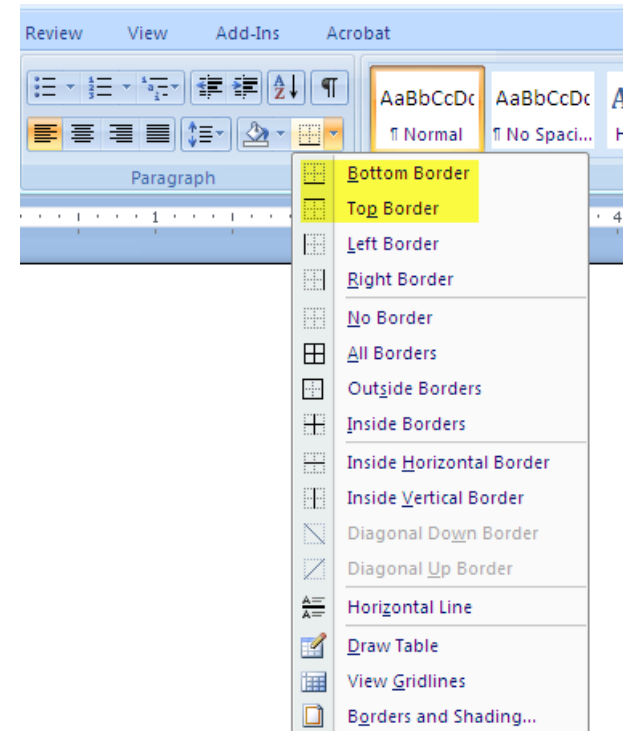 Review View Add-Ins Acrobat
AaBbCcDc AaBbCcDc A
¶ Normal ¶ No Spaci... H
Paragraph
1 4
Bottom Border
Top Border
Left Border
Right Border
No Border
All Borders
Outside Borders
Inside Borders
Inside Horizontal Border
Inside Vertical Border
Diagonal Down Border
Diagonal Up Border
Horizontal Line
Draw Table
View Gridlines
Borders and Shading...